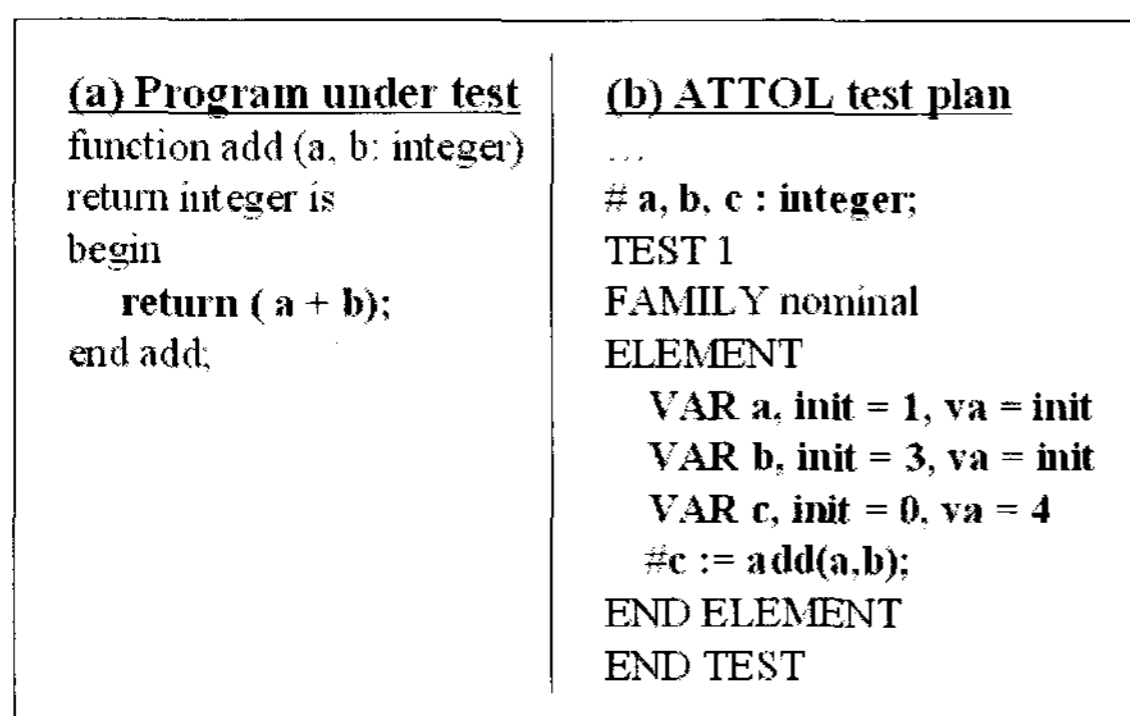 (a) Program under test
function add (a, b: integer)
return integer is
begin
return ( a + b);
end add;
(b) ATTOL test plan
...
# a, b, c : integer;
TEST 1
FAMILY nominal
ELEMENT
VAR a, init = 1, va = init
VAR b, init = 3, va = init
VAR c, init = 0, va = 4
#c := add(a,b);
END ELEMENT
END TEST